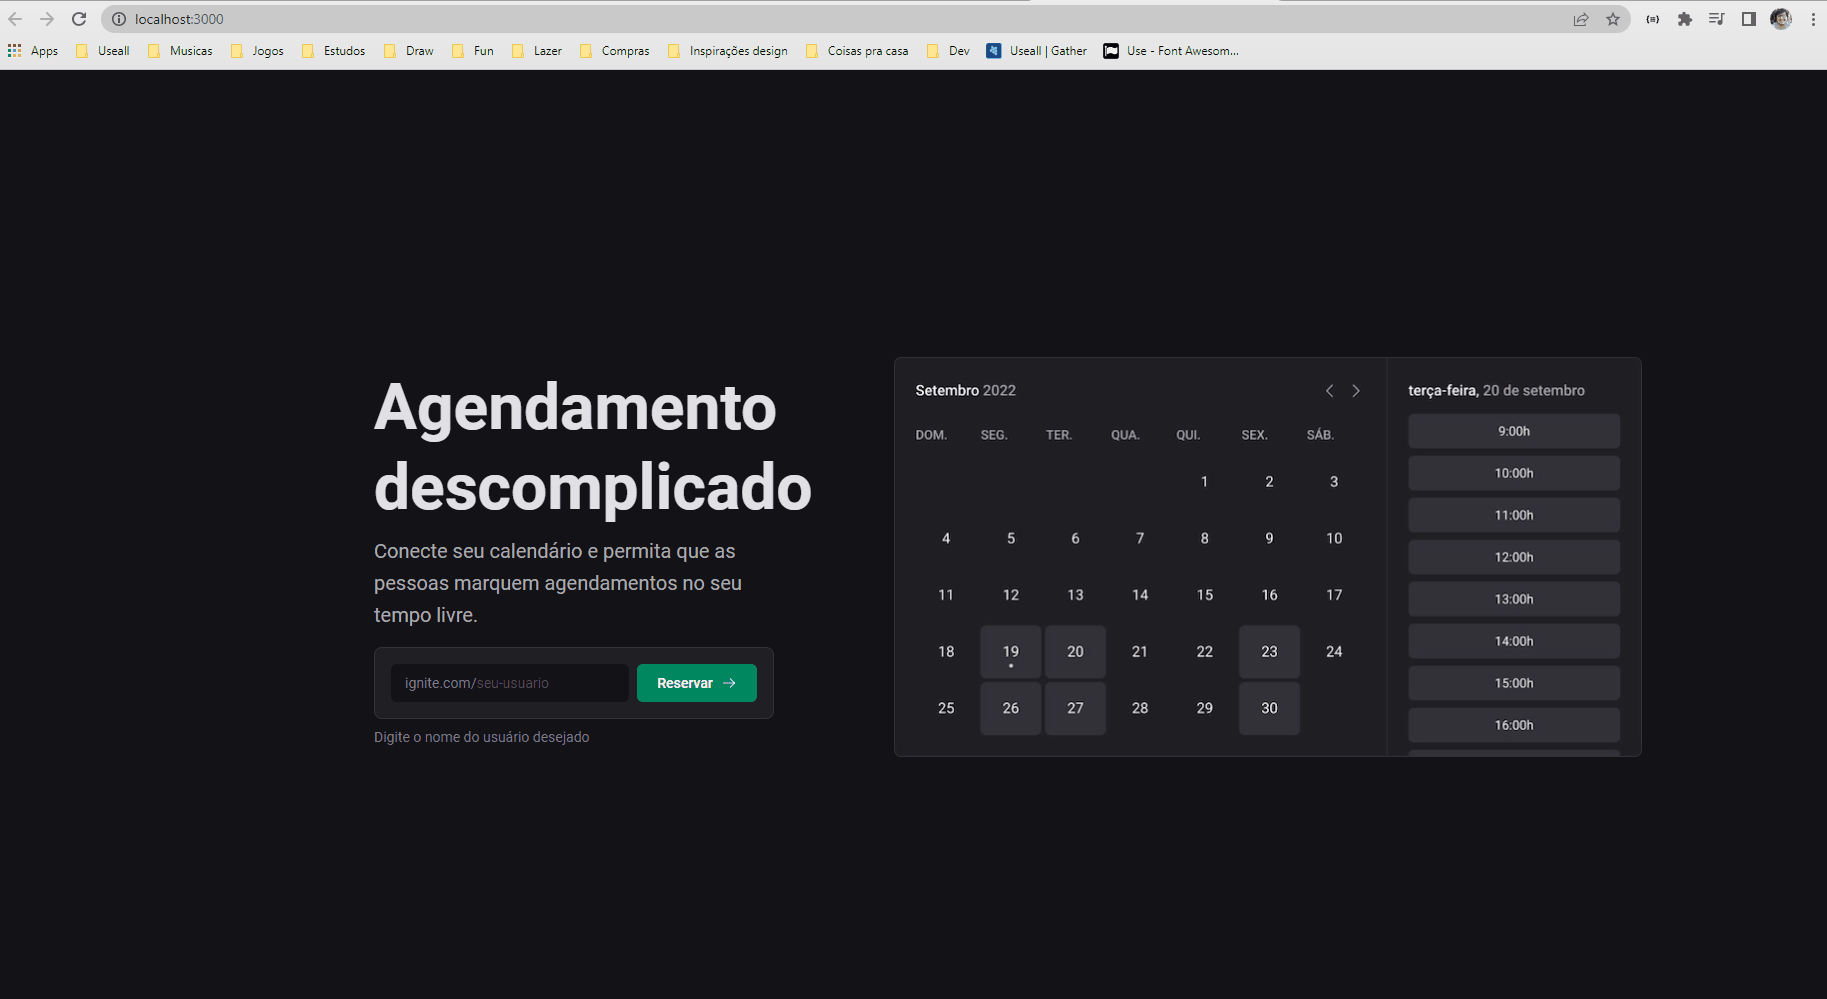 localhost:3000
Apps Useall Musicas Jogos Estudos Draw Fun Lazer Compras Inspirações design Coisas pra casa Dev Useall | Gather Use - Font Awesom...
Agendamento
descomplicado
Conecte seu calendário e permita que as
pessoas marquem agendamentos no seu
tempo livre.
ignite.com/seu-usuario
Reservar →
Digite o nome do usuário desejado
Setembro 2022
DOM. SEG. TER. QUA. QUI. SEX. SÁB.
1 2 3
4 5 6 7 8 9 10
11 12 13 14 15 16 17
18 19 20 21 22 23 24
25 26 27 28 29 30
terça-feira, 20 de setembro
9:00h
10:00h
11:00h
12:00h
13:00h
14:00h
15:00h
16:00h